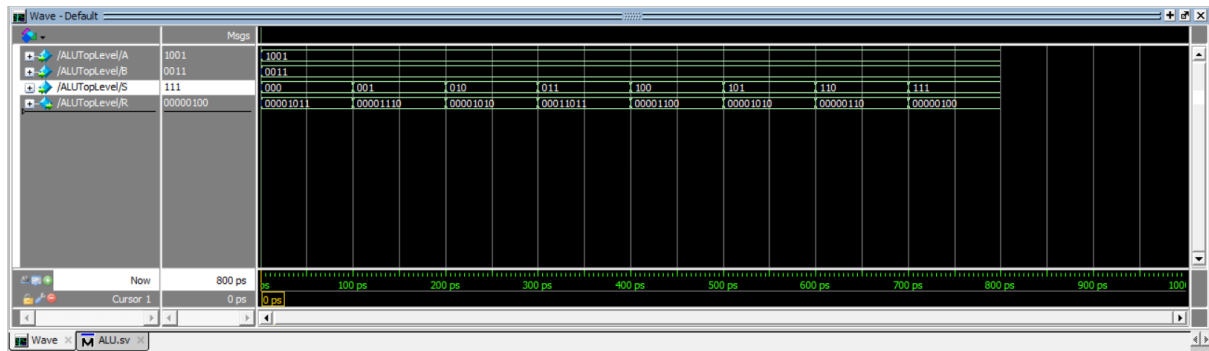 Wave - Default
Msgs
/ALUTopLevel/A 1001 1001
/ALUTopLevel/B 0011 0011
/ALUTopLevel/S 111 000 001 010 011 100 101 110 111
/ALUTopLevel/R 00000100 00001011 00001110 00001010 00011011 00001100 00001010 00000110 00000100
Now 800 ps ps 100 ps 200 ps 300 ps 400 ps 500 ps 600 ps 700 ps 800 ps 900 ps 100
Cursor 1 0 ps 0 ps
Wave ALU.sv